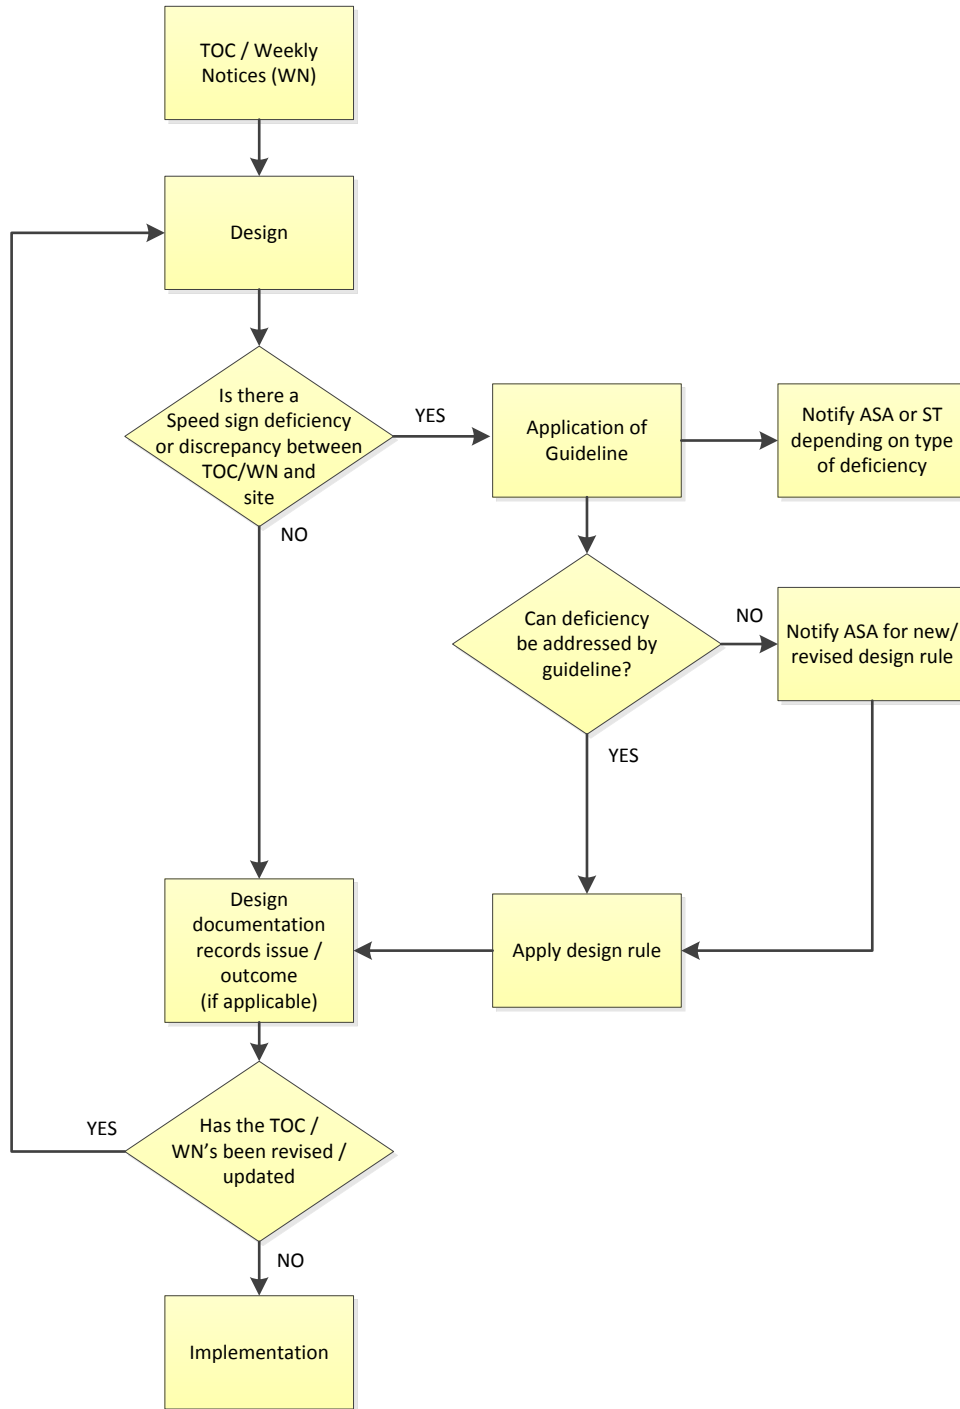 TOC / Weekly
Notices (WN)
Design
Is there a
Speed sign deficiency
or discrepancy between
TOC/WN and
site
YES
NO
Application of
Guideline
Notify ASA or ST
depending on type
of deficiency
Can deficiency
be addressed by
guideline?
NO
YES
Notify ASA for new/
revised design rule
Design
documentation
records issue /
outcome
(if applicable)
Apply design rule
Has the TOC /
WN's been revised /
updated
YES
NO
Implementation